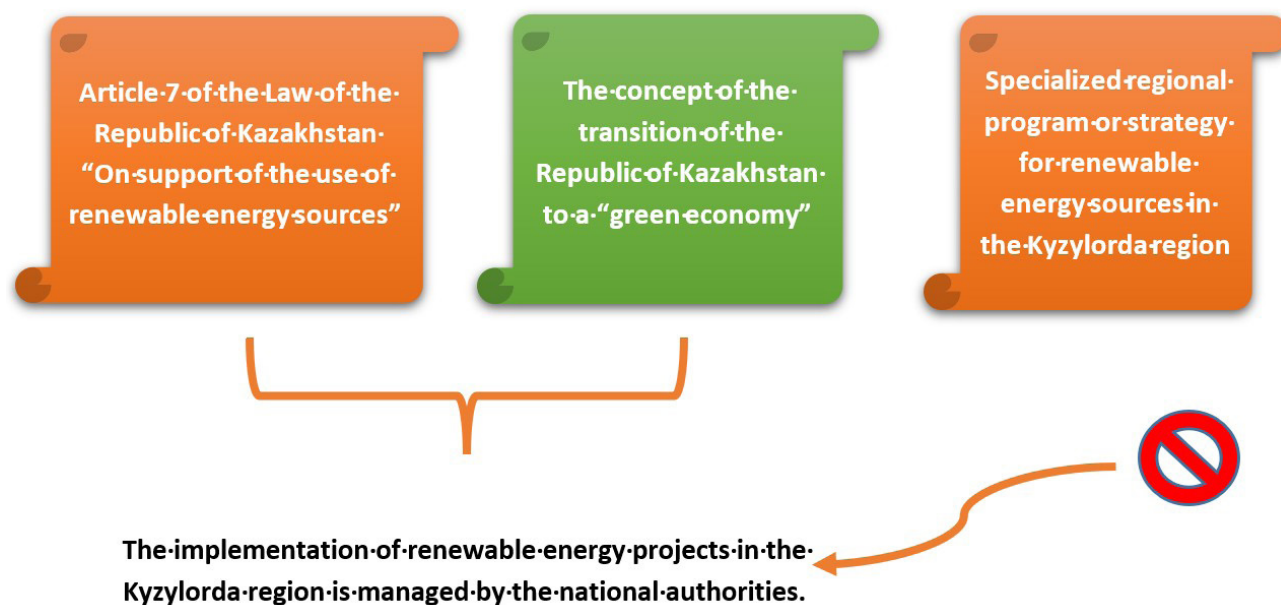 Article·7·of·the·Law·of·the·
Republic·of·Kazakhstan·
“On·support·of·the·use·of·
renewable·energy·sources”
The·concept·of·the·
transition·of·the·
Republic·of·Kazakhstan·
to·a·“green·economy”
Specialized·regional·
program·or·strategy·
for·renewable·
energy·sources·in·
the·Kyzylorda·region
The·implementation·of·renewable·energy·projects·in·the·
Kyzylorda·region·is·managed·by·the·national·authorities.